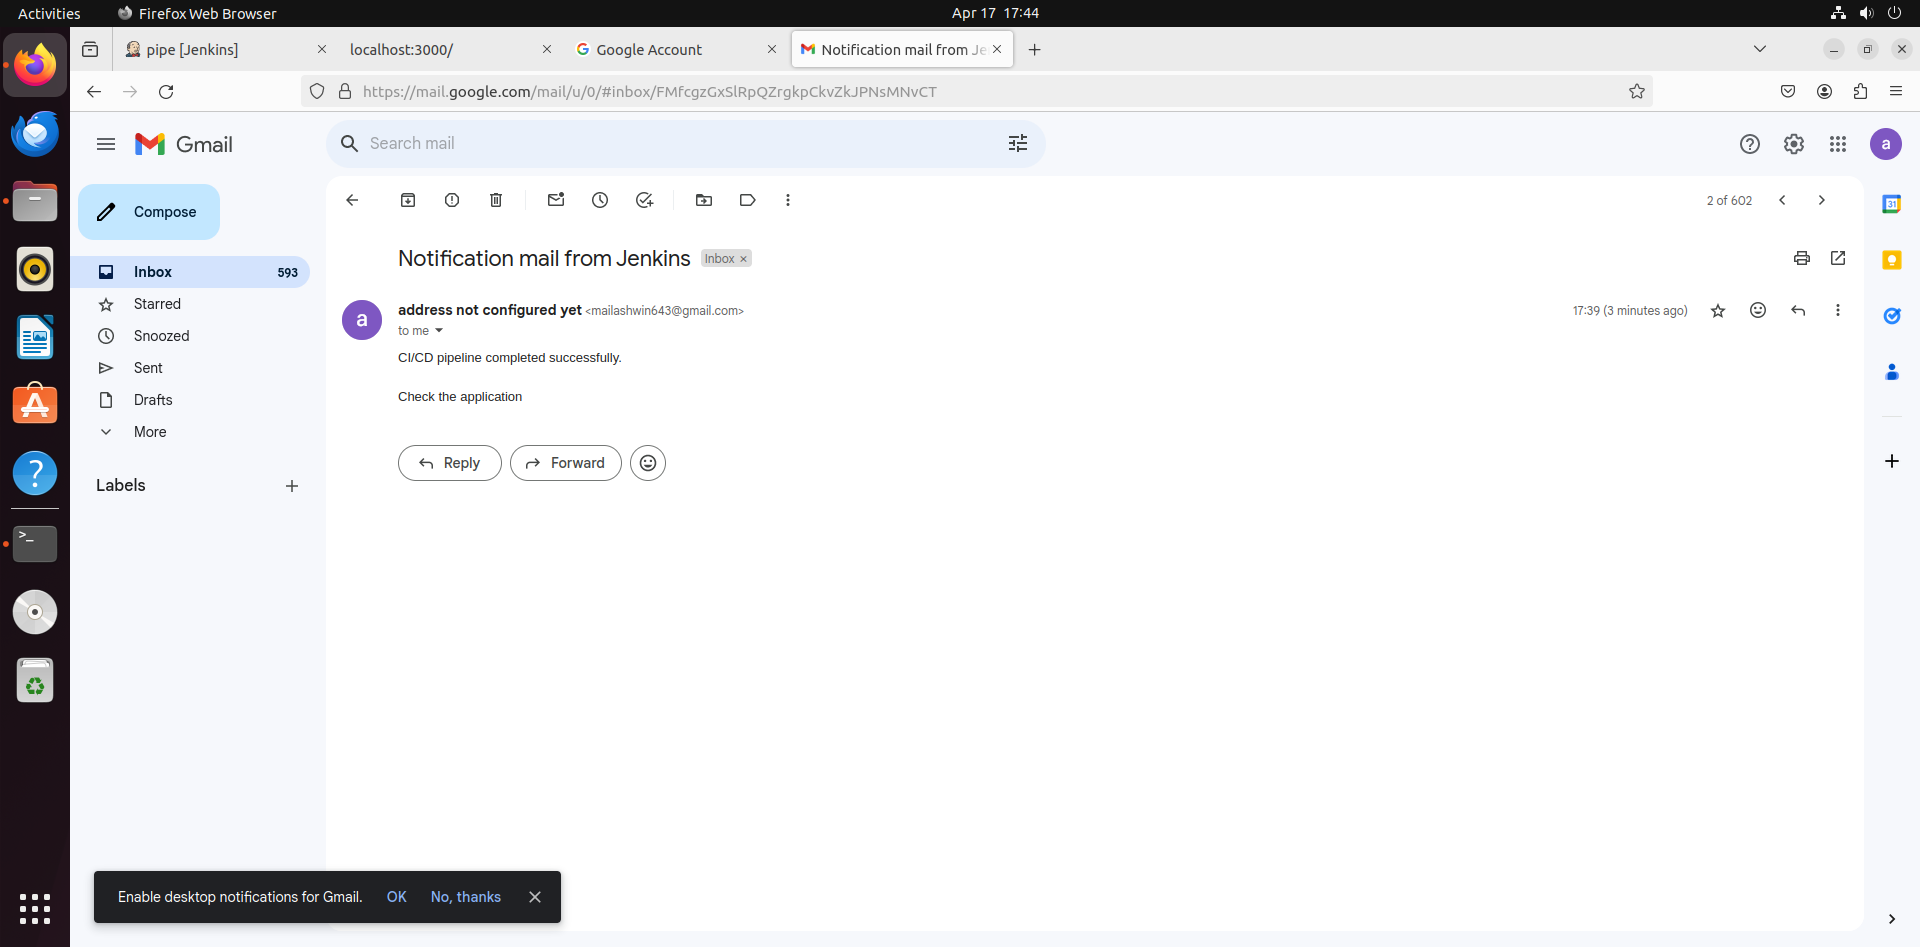 Activities
Firefox Web Browser
Apr 17 17:44
pipe [Jenkins]
localhost:3000/
Google Account
Notification mail from Je
https://mail.google.com/mail/u/0/#inbox/FMfcgzGxSlRpQZrgkpCkvZkJPNsMNvCT
Gmail
Search mail
a
Compose
2 of 602
31
Inbox 593
Starred
Snoozed
Sent
Drafts
More
Labels
Notification mail from Jenkins
Inbox ×
a
address not configured yet <mailashwin643@gmail.com>
17:39 (3 minutes ago)
to me
CI/CD pipeline completed successfully.
Check the application
Reply
Forward
Enable desktop notifications for Gmail.
OK
No, thanks